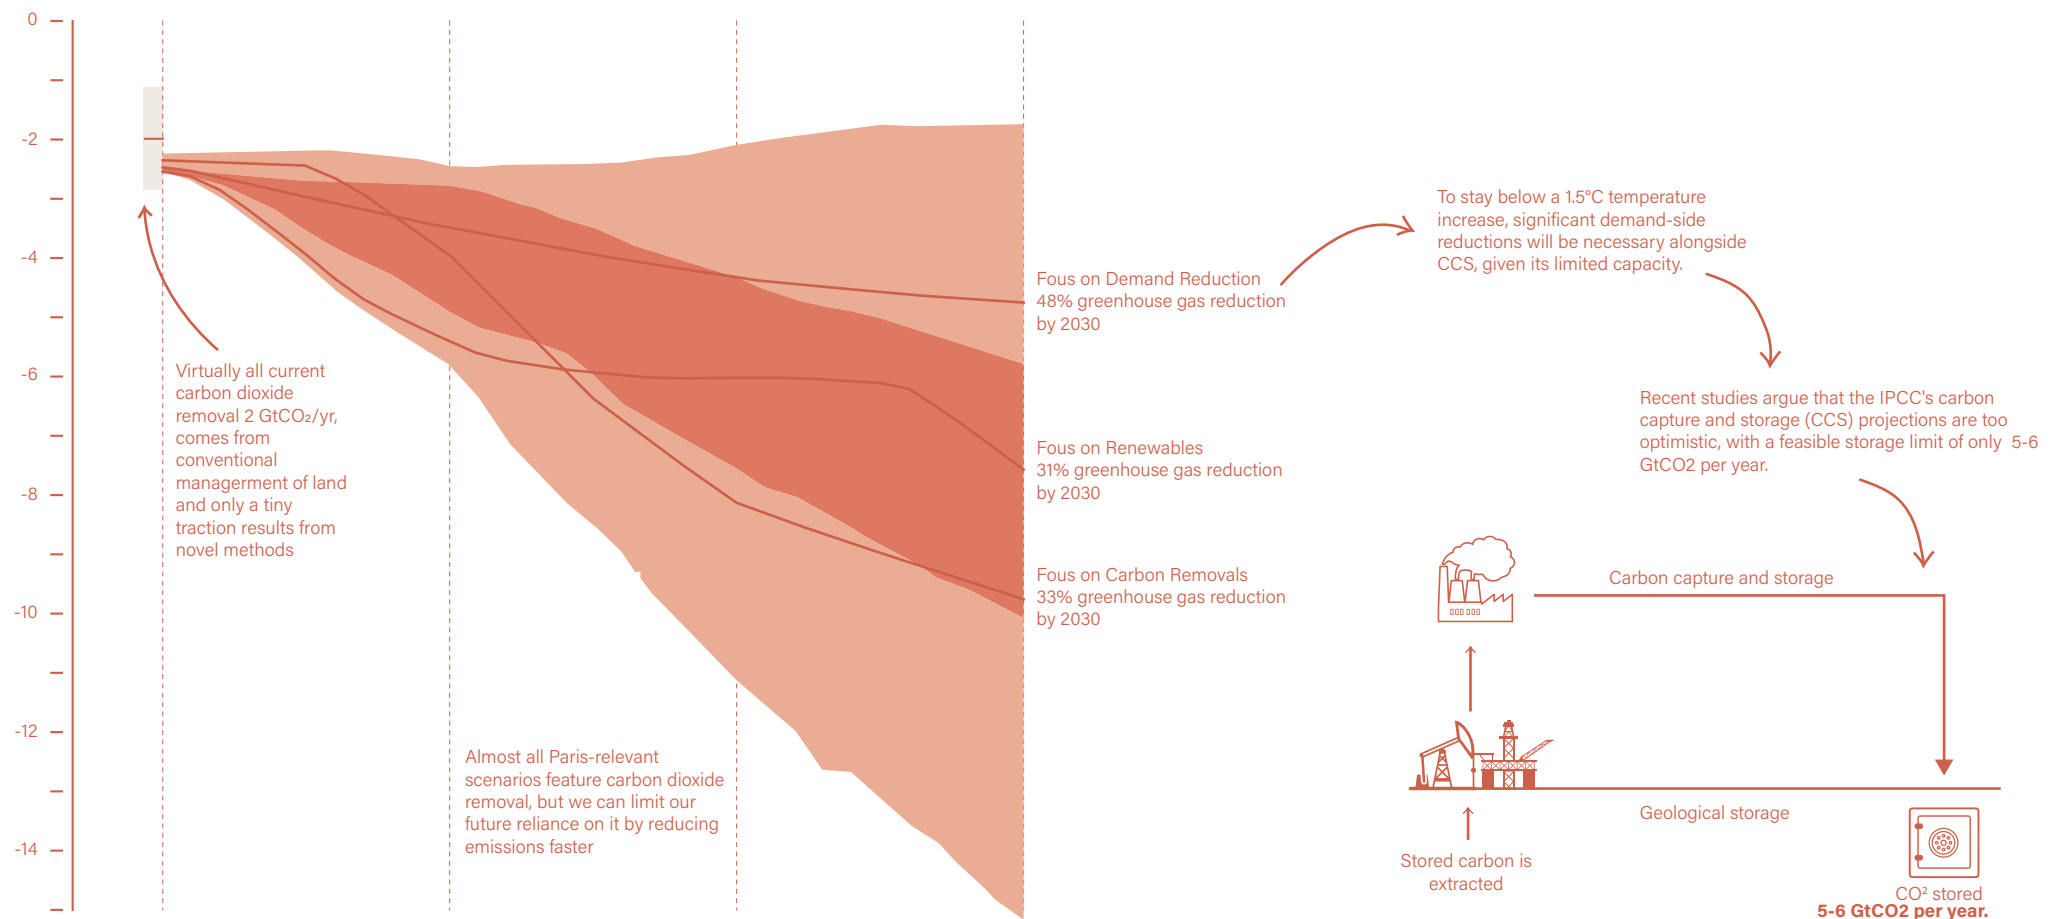 0
-2
-4
-6
-8
-10
-12
-14
Virtually all current
carbon dioxide
removal 2 GtCO₂/yr,
comes from
conventional
managerment of land
and only a tiny
traction results from
novel methods
Almost all Paris-relevant
scenarios feature carbon dioxide
removal, but we can limit our
future reliance on it by reducing
emissions faster
Fous on Demand Reduction
48% greenhouse gas reduction
by 2030
Fous on Renewables
31% greenhouse gas reduction
by 2030
Fous on Carbon Removals
33% greenhouse gas reduction
by 2030
To stay below a 1.5°C temperature
increase, significant demand-side
reductions will be necessary alongside
CCS, given its limited capacity.
Recent studies argue that the IPCC's carbon
capture and storage (CCS) projections are too
optimistic, with a feasible storage limit of only 5-6
GtCO2 per year.
Carbon capture and storage
Geological storage
Stored carbon is
extracted
CO² stored
5-6 GtCO2 per year.